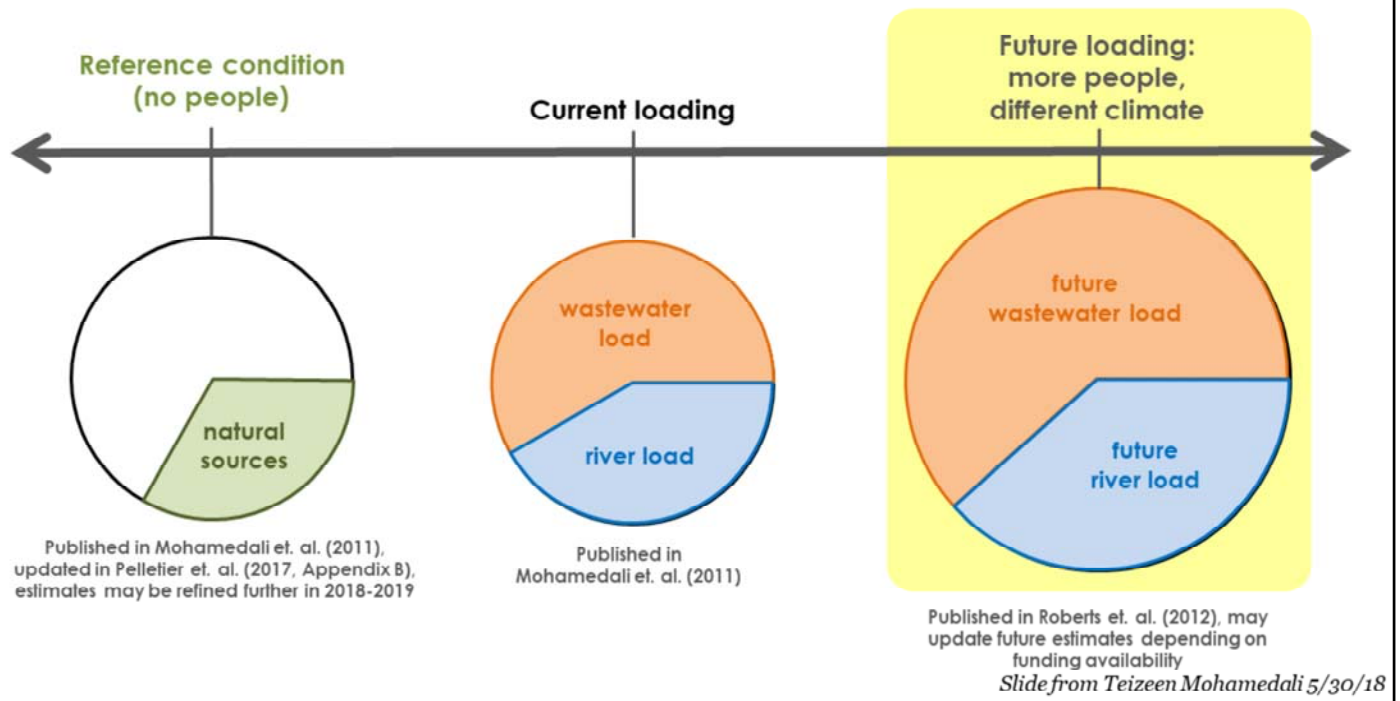 Reference condition
(no people)
Current loading
Future loading:
more people,
different climate
natural
sources
wastewater
load
river load
future
wastewater load
future
river load
Published in Mohamedali et. al. (2011),
updated in Pelletier et. al. (2017, Appendix B),
estimates may be refined further in 2018-2019
Published in
Mohamedali et. al. (2011)
Published in Roberts et. al. (2012), may
update future estimates depending on
funding availability
Slide from Teizeen Mohamedali 5/30/18